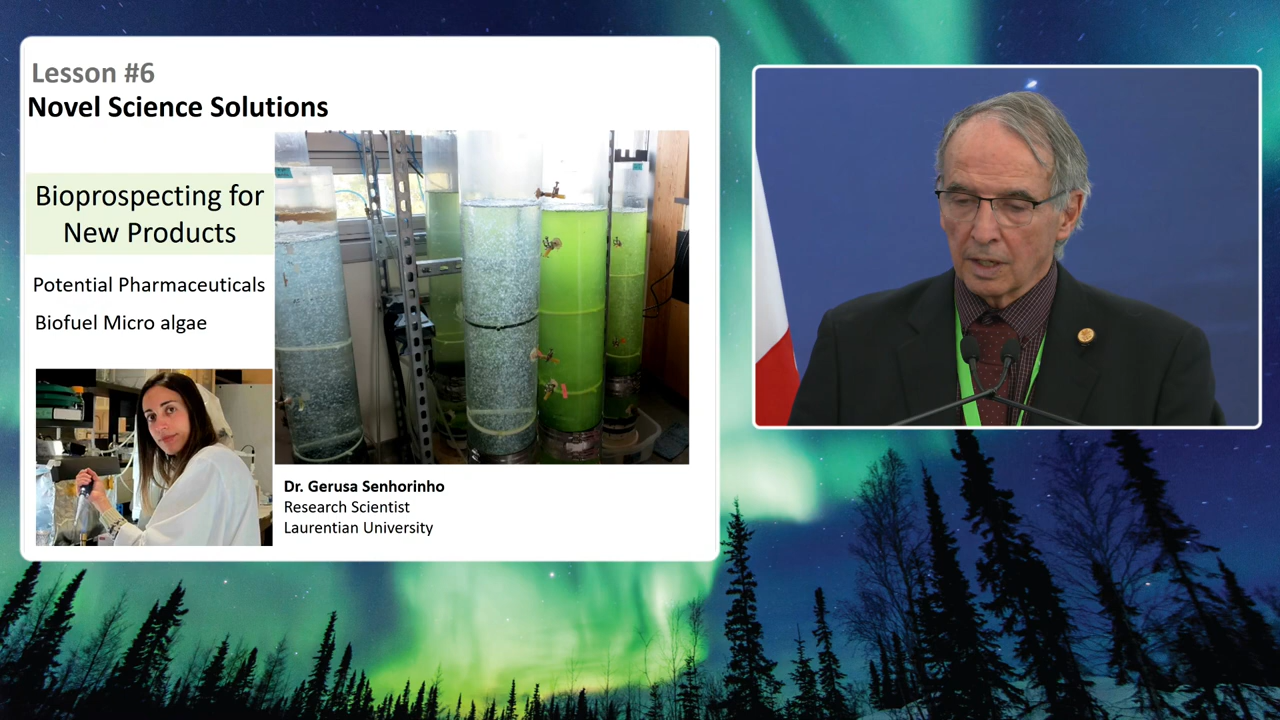 Lesson #6
Novel Science Solutions
Bioprospecting for
New Products
Potential Pharmaceuticals
Biofuel Micro algae
Dr. Gerusa Senhorinho
Research Scientist
Laurentian University